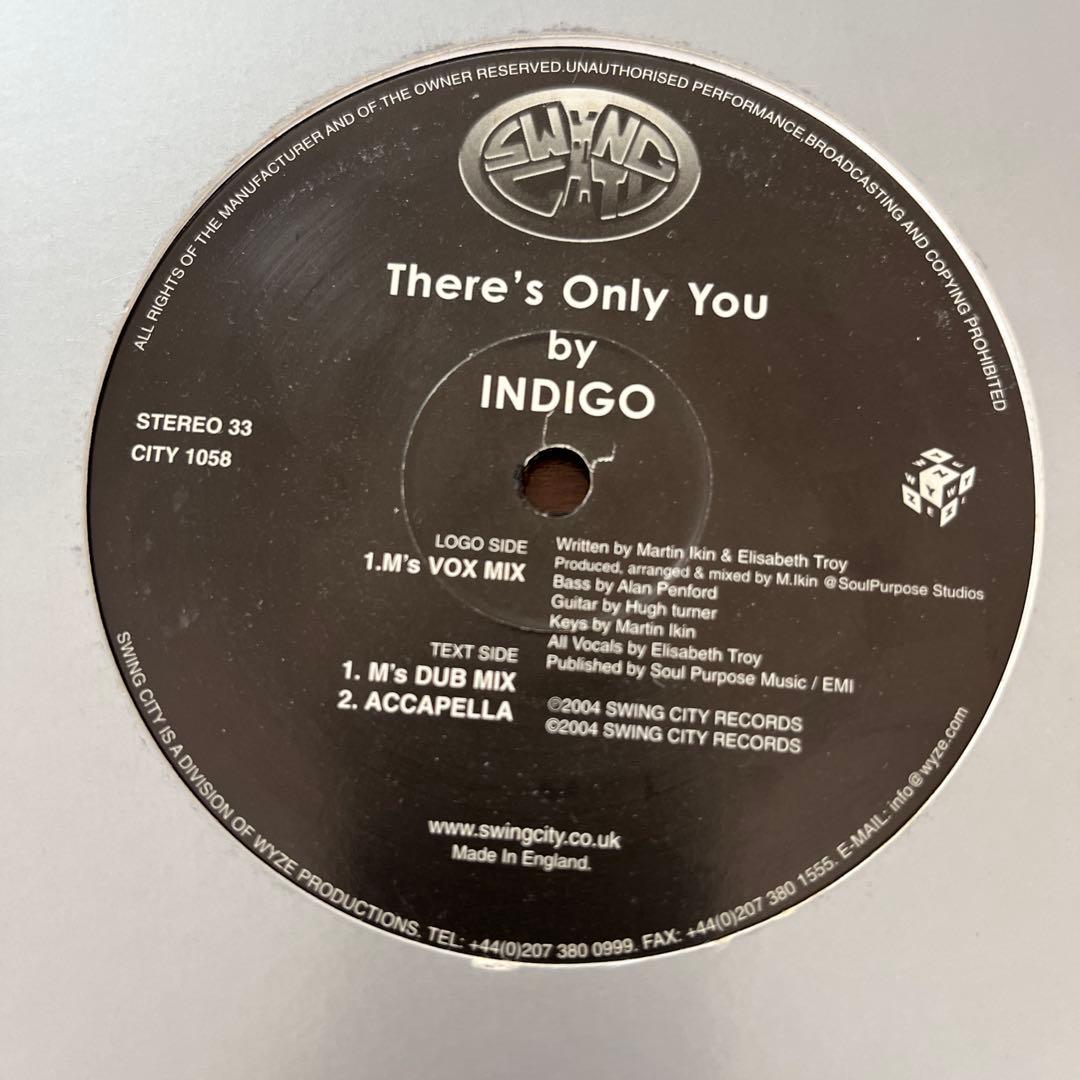 ALL RIGHTS OF THE MANUFACTURER AND OF THE OWNER RESERVED.UNAUTHORISED PERFORMANCE,BROADCASTING AND COPYING PROHIBITED
SWING
CITY
There's Only You
by
INDIGO
STEREO 33
CITY 1058
LOGO SIDE
1.M's VOX MIX
TEXT SIDE
1. M's DUB MIX
2. ACCAPELLA
Written by Martin Ikin & Elisabeth Troy
Produced, arranged & mixed by M.Ikin @SoulPurpose Studios
Bass by Alan Penford
Guitar by Hugh turner
Keys by Martin Ikin
All Vocals by Elisabeth Troy
Published by Soul Purpose Music / EMI
℗2004 SWING CITY RECORDS
©2004 SWING CITY RECORDS
www.swingcity.co.uk
Made In England.
SWING CITY IS A DIVISION OF WYZE PRODUCTIONS. TEL: +44(0)207 380 0999. FAX: +44(0)207 380 1555. E-MAIL: info@wyze.com